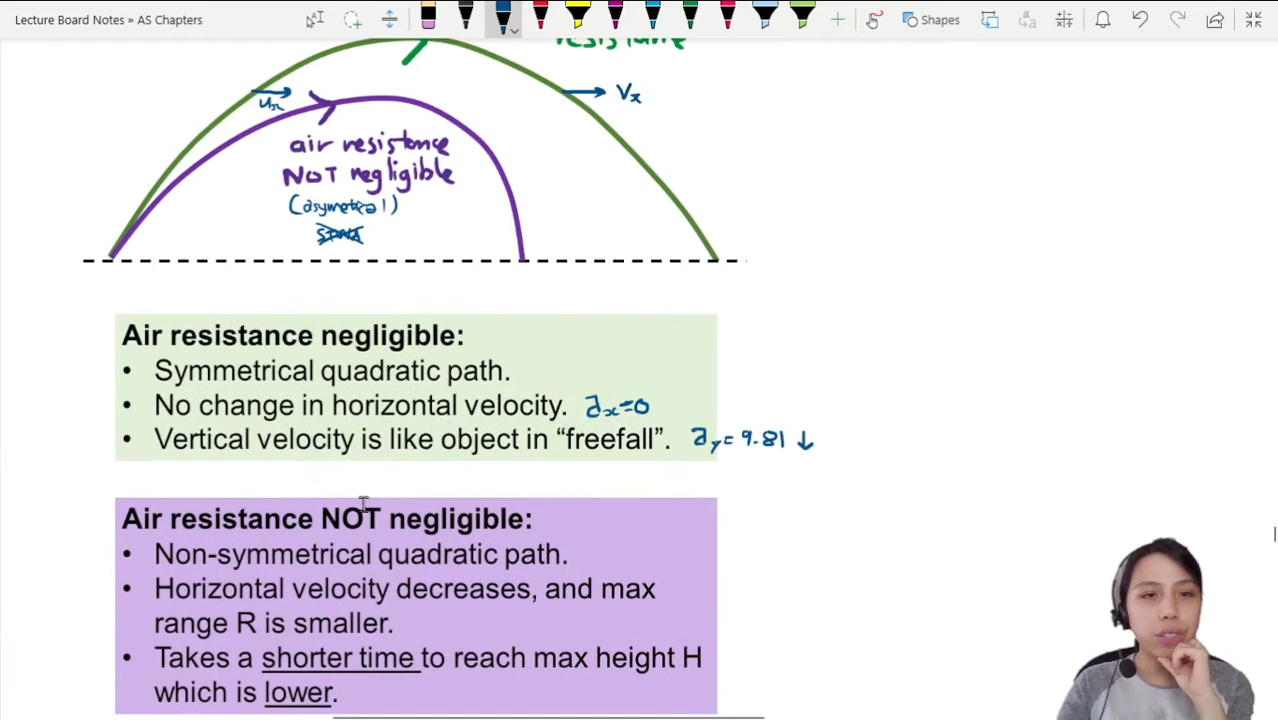 Lecture Board Notes » AS Chapters
Shapes
uₓ
Vₓ
air resistance
NOT negligible
(asymetrical)
Air resistance negligible:
• Symmetrical quadratic path.
• No change in horizontal velocity. aₓ=0
• Vertical velocity is like object in “freefall”. aᵧ= 9.81 ↓
Air resistance NOT negligible:
• Non-symmetrical quadratic path.
• Horizontal velocity decreases, and max
range R is smaller.
• Takes a shorter time to reach max height H
which is lower.